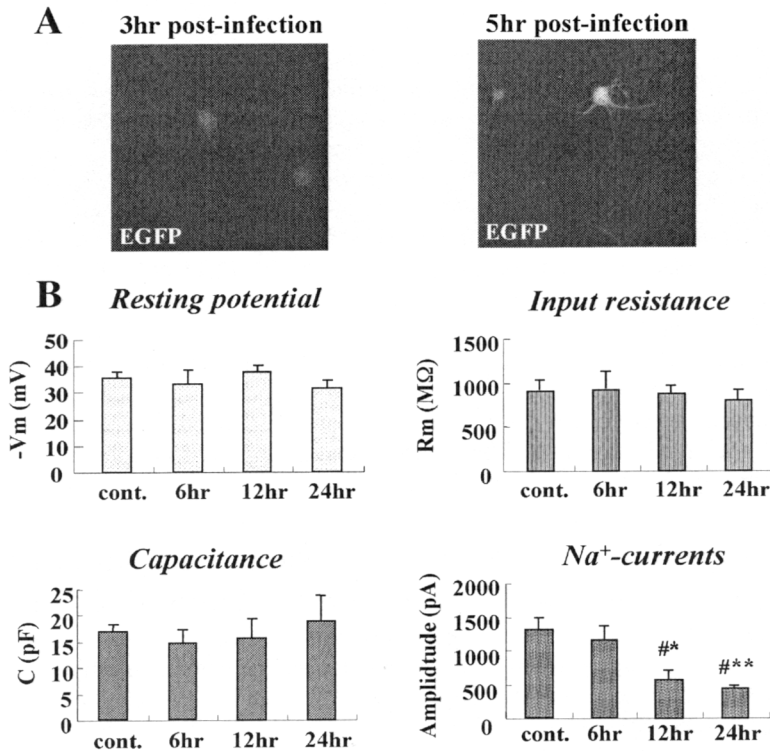 A
3hr post-infection
5hr post-infection
EGFP
EGFP
B
Resting potential
-Vm (mV)
50
40
30
20
10
0
cont. 6hr 12hr 24hr
Input resistance
Rm (MΩ)
1500
1000
500
0
cont. 6hr 12hr 24hr
Capacitance
C (pF)
25
20
15
10
5
0
cont. 6hr 12hr 24hr
Na⁺-currents
Amplidtude (pA)
2000
1500
1000
500
0
#*
#**
cont. 6hr 12hr 24hr